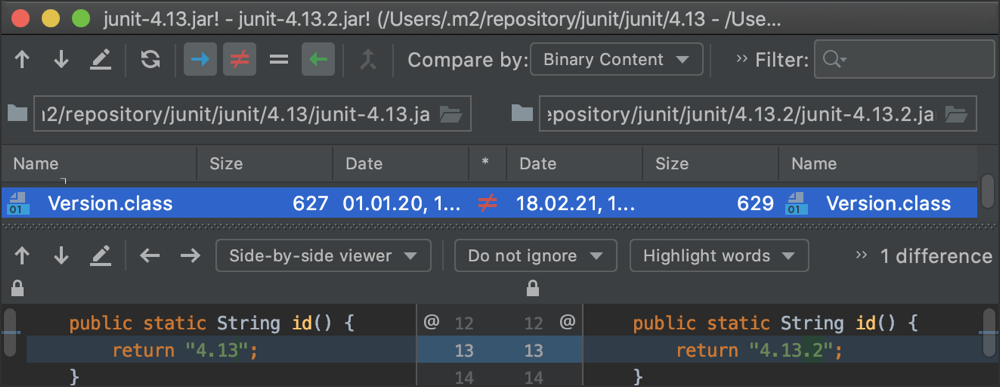 junit-4.13.jar! - junit-4.13.2.jar! (/Users/.m2/repository/junit/junit/4.13 - /Use...
Compare by: Binary Content >> Filter:
m2/repository/junit/junit/4.13/junit-4.13.ja epository/junit/junit/4.13.2/junit-4.13.2.ja
Name Size Date * Date Size Name
01 Version.class 627 01.01.20, 1... ≠ 18.02.21, 1... 629 01 Version.class
Side-by-side viewer Do not ignore Highlight words >> 1 difference
public static String id() { @ 12 12 @ public static String id() {
return "4.13"; 13 13 return "4.13.2";
} 14 14 }